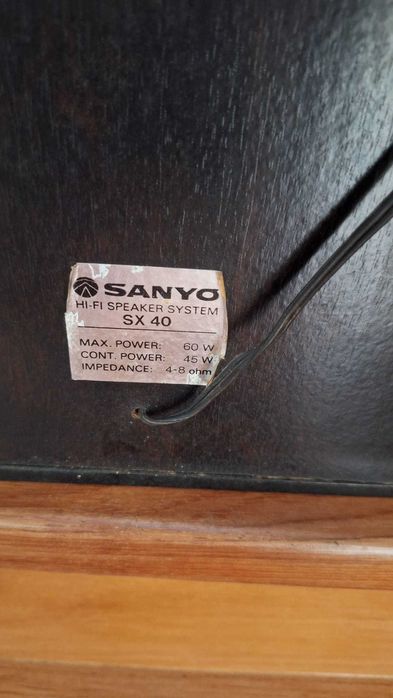 SANYO
HI-FI SPEAKER SYSTEM
SX 40
MAX. POWER: 60 W
CONT. POWER: 45 W
IMPEDANCE: 4-8 ohm